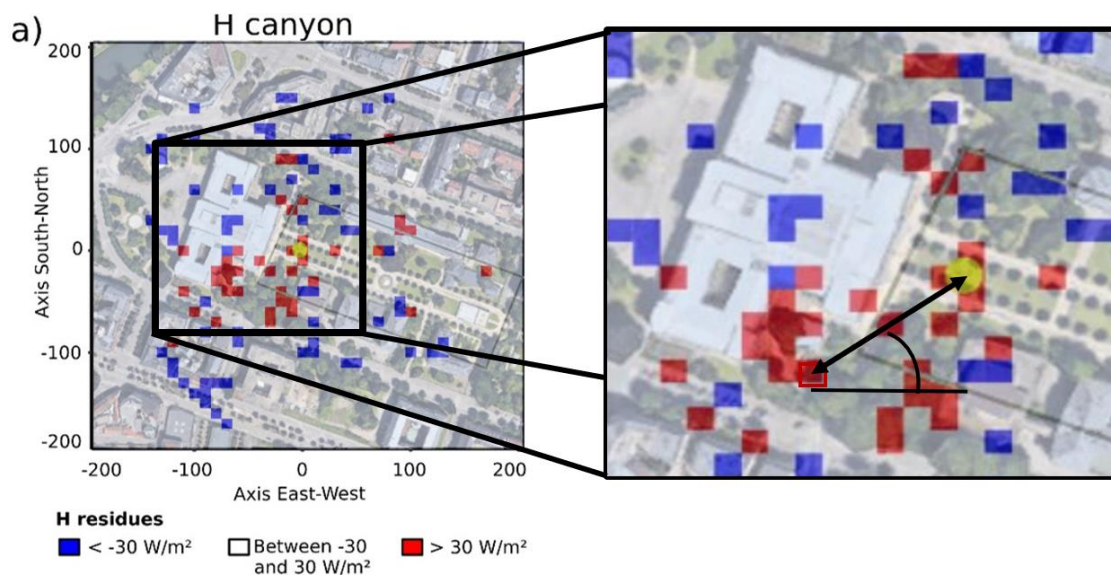 a)
H canyon
200
100
0
-100
-200
Axis South-North
-200
-100
0
100
200
Axis East-West
H residues
< -30 W/m²
Between -30
and 30 W/m²
> 30 W/m²